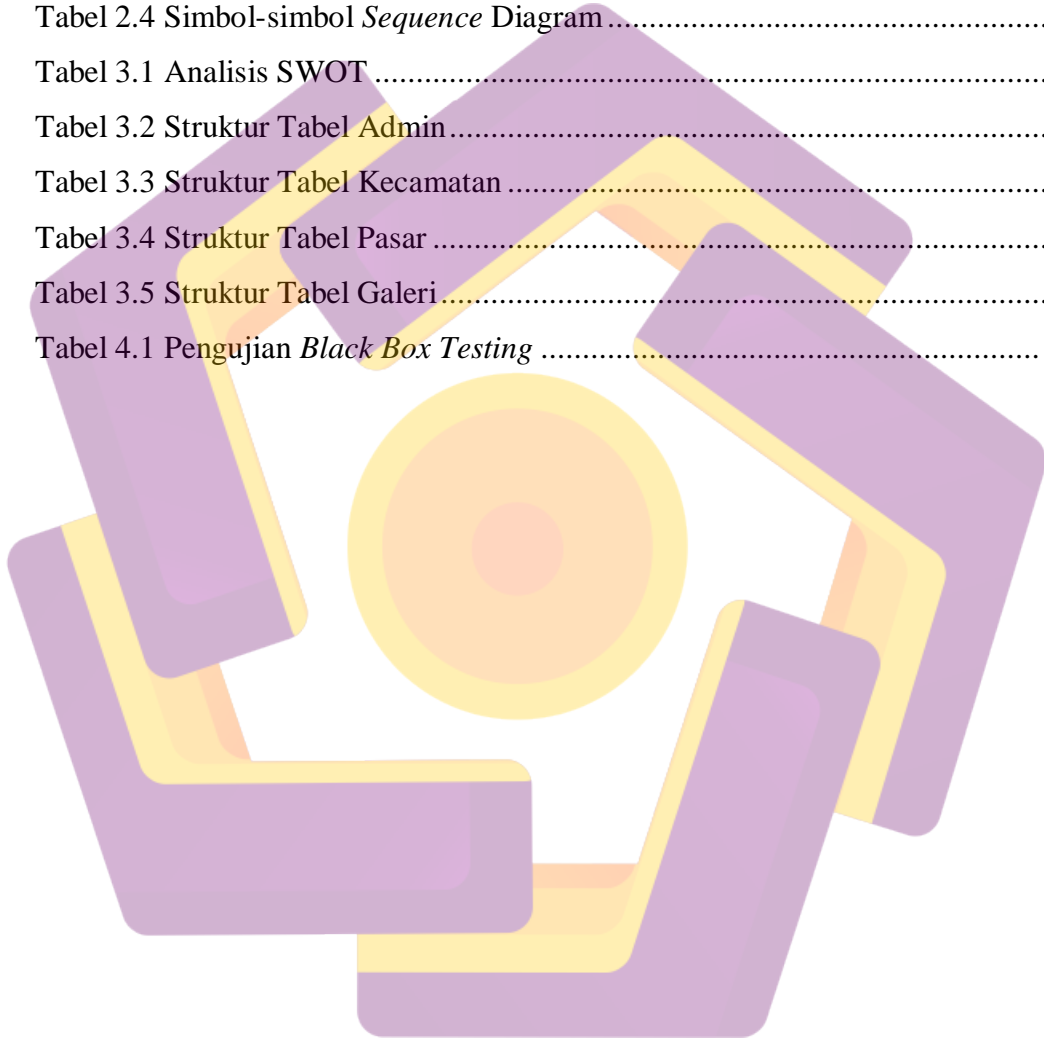 Tabel 2.4 Simbol-simbol Sequence Diagram ........................................................
Tabel 3.1 Analisis SWOT ....................................................................................
Tabel 3.2 Struktur Tabel Admin ...........................................................................
Tabel 3.3 Struktur Tabel Kecamatan ....................................................................
Tabel 3.4 Struktur Tabel Pasar .............................................................................
Tabel 3.5 Struktur Tabel Galeri ............................................................................
Tabel 4.1 Pengujian Black Box Testing ...............................................................